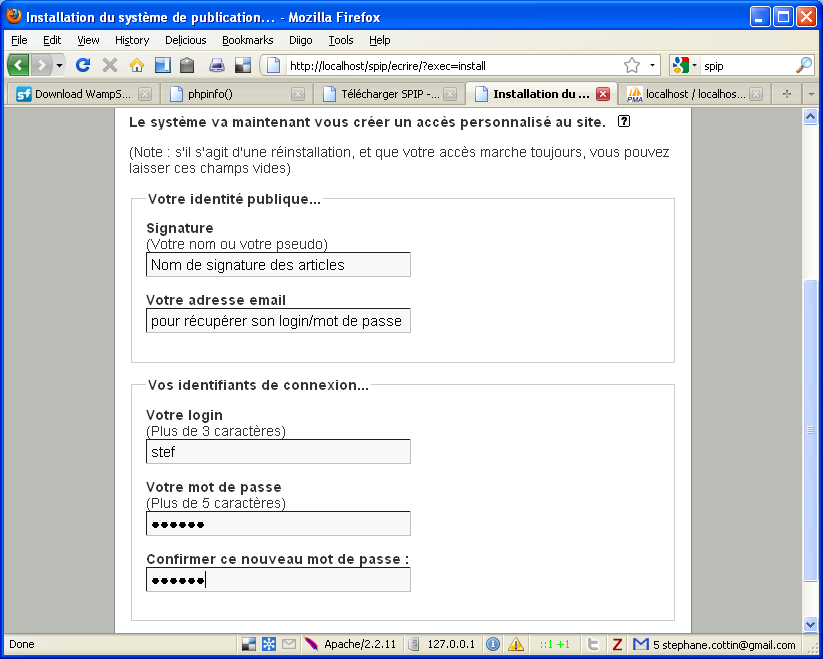 Installation du système de publication... - Mozilla Firefox
File Edit View History Delicious Bookmarks Diigo Tools Help
http://localhost/spip/ecrire/?exec=install
spip
Download WampS...
phpinfo()
Télécharger SPIP -...
Installation du ...
localhost / localhos...
Le système va maintenant vous créer un accès personnalisé au site. ?
(Note : s'il s'agit d'une réinstallation, et que votre accès marche toujours, vous pouvez
laisser ces champs vides)
Votre identité publique...
Signature
(Votre nom ou votre pseudo)
Nom de signature des articles
Votre adresse email
pour récupérer son login/mot de passe
Vos identifiants de connexion...
Votre login
(Plus de 3 caractères)
stef
Votre mot de passe
(Plus de 5 caractères)
●●●●●●
Confirmer ce nouveau mot de passe :
●●●●●●
Done Apache/2.2.11 127.0.0.1 ::1 +1 Z 5 stephane.cottin@gmail.com